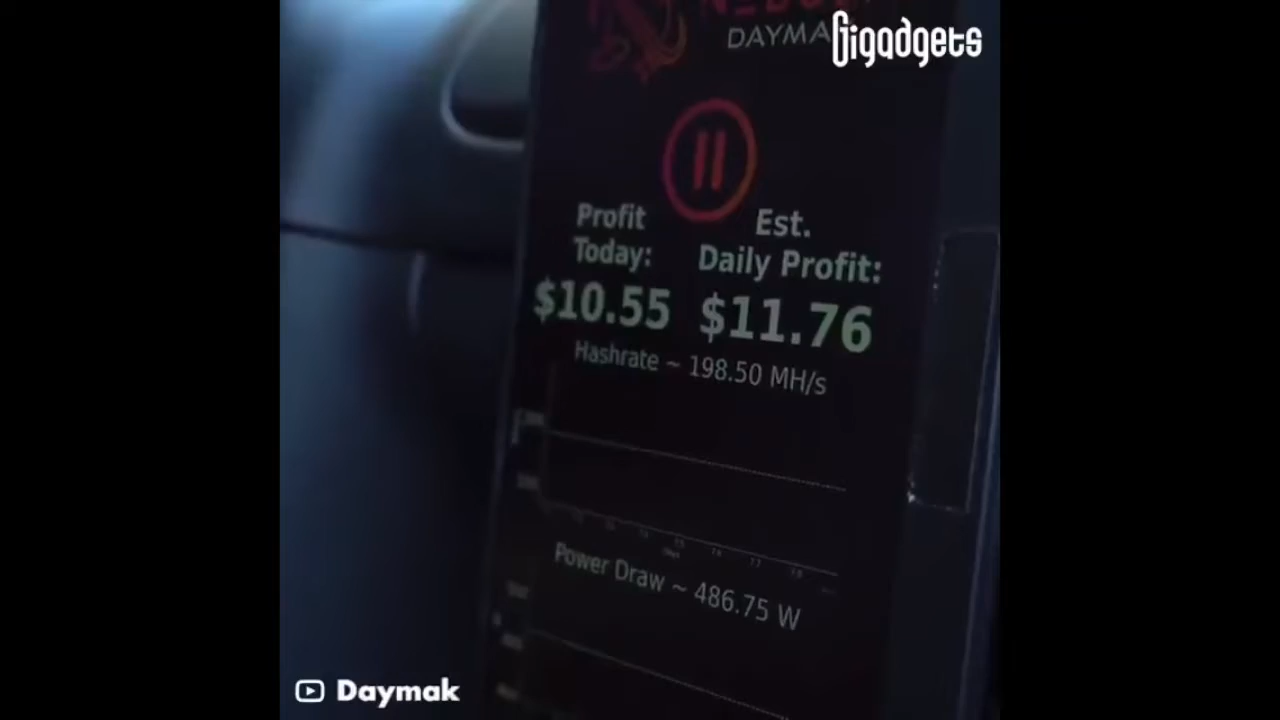 DAYMA
Gigadgets
Profit
Today:
$10.55
Est.
Daily Profit:
$11.76
Hashrate ~ 198.50 MH/s
Power Draw ~ 486.75 W
Daymak